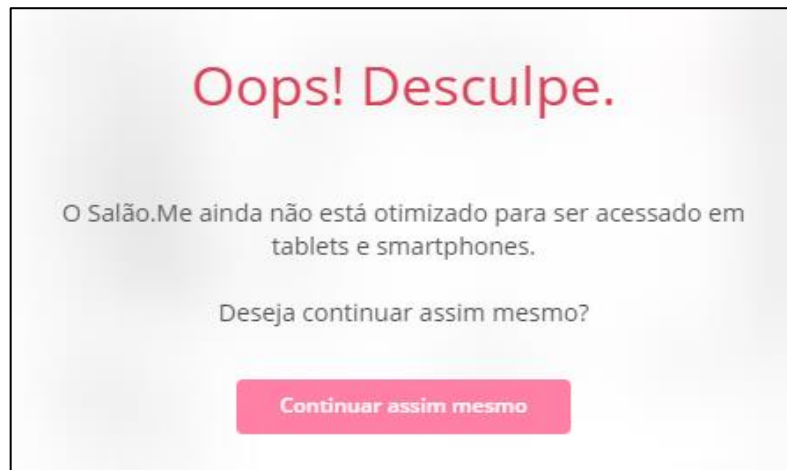 Oops! Desculpe.
O Salão.Me ainda não está otimizado para ser acessado em
tablets e smartphones.
Deseja continuar assim mesmo?
Continuar assim mesmo